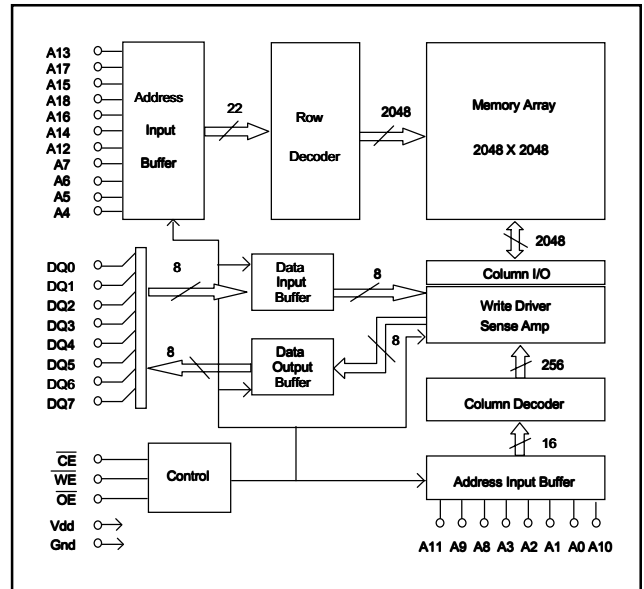 A13
A17
A15
A18
A16
A14
A12
A7
A6
A5
A4
Address
Input
Buffer
22
Row
Decoder
2048
Memory Array
2048 X 2048
2048
DQ0
DQ1
DQ2
DQ3
DQ4
DQ5
DQ6
DQ7
8
Data
Input
Buffer
8
Column I/O
Write Driver
Sense Amp
8
Data
Output
Buffer
8
256
Column Decoder
16
CE
WE
OE
Control
Address Input Buffer
Vdd
Gnd
A11 A9 A8 A3 A2 A1 A0 A10